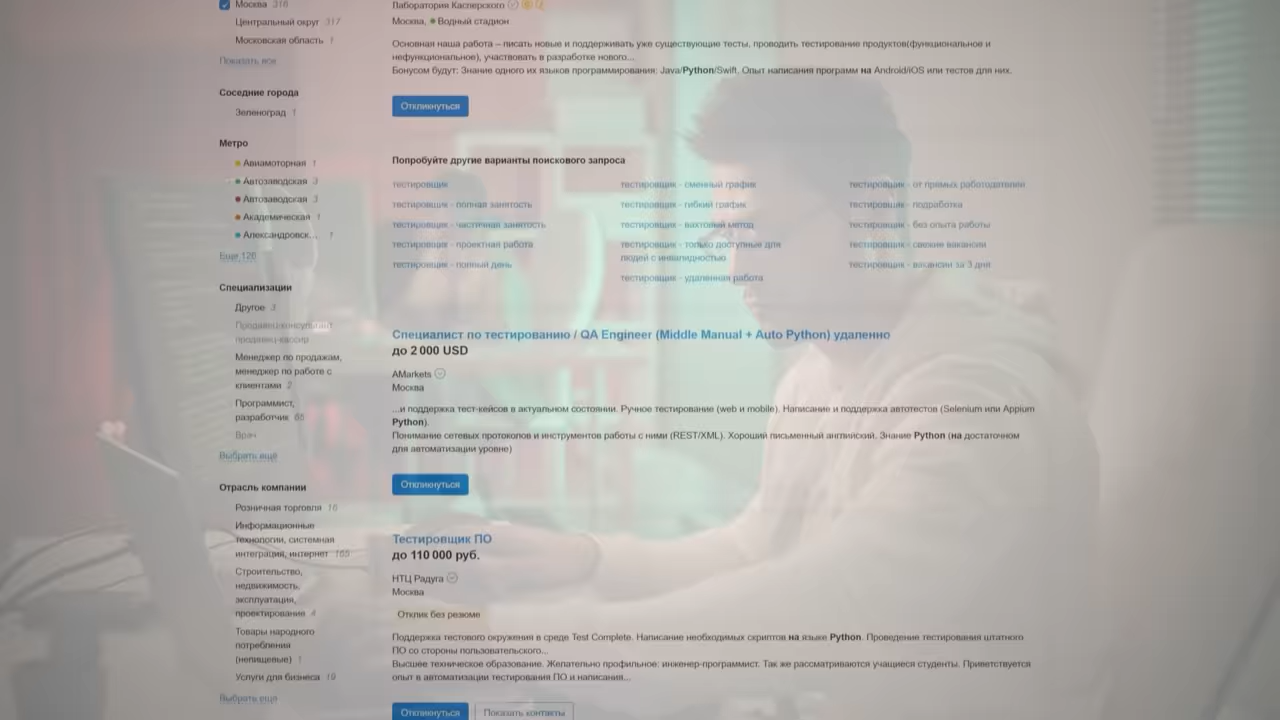 Москва 316
Центральный округ 317
Московская область 1
Показать все
Соседние города
Зеленоград 1
Метро
Авиамоторная 1
Автозаводская 3
Автозаводская 3
Академическая 1
Александровск... 1
Еще 126
Специализации
Другое 3
Продавец-консультант,
продавец-кассир
Менеджер по продажам,
менеджер по работе с
клиентами 2
Программист,
разработчик 65
Врач
Выбрать ещё
Отрасль компании
Розничная торговля 16
Информационные
технологии, системная
интеграция, интернет 165
Строительство,
недвижимость,
эксплуатация,
проектирование 4
Товары народного
потребления
(непищевые) 1
Услуги для бизнеса 19
Выбрать ещё
Лаборатория Касперского
Москва, Водный стадион
Основная наша работа – писать новые и поддерживать уже существующие тесты, проводить тестирование продуктов(функциональное и
нефункциональное), участвовать в разработке нового...
Бонусом будут: Знание одного их языков программирования: Java/Python/Swift. Опыт написания программ на Android/iOS или тестов для них.
Откликнуться
Попробуйте другие варианты поискового запроса
тестировщик
тестировщик - полная занятость
тестировщик - частичная занятость
тестировщик - проектная работа
тестировщик - полный день
тестировщик - сменный график
тестировщик - гибкий график
тестировщик - вахтовый метод
тестировщик - только доступные для
людей с инвалидностью
тестировщик - удаленная работа
тестировщик - от прямых работодателей
тестировщик - подработка
тестировщик - без опыта работы
тестировщик - свежие вакансии
тестировщик - вакансии за 3 дня
Специалист по тестированию / QA Engineer (Middle Manual + Auto Python) удаленно
до 2 000 USD
AMarkets
Москва
...и поддержка тест-кейсов в актуальном состоянии. Ручное тестирование (web и mobile). Написание и поддержка автотестов (Selenium или Appium
Python).
Понимание сетевых протоколов и инструментов работы с ними (REST/XML). Хороший письменный английский. Знание Python (на достаточном
для автоматизации уровне)
Откликнуться
Тестировщик ПО
до 110 000 руб.
НТЦ Радуга
Москва
Отклик без резюме
Поддержка тестового окружения в среде Test Complete. Написание необходимых скриптов на языке Python. Проведение тестирования штатного
ПО со стороны пользовательского...
Высшее техническое образование. Желательно профильное: инженер-программист. Так же рассматриваются учащиеся студенты. Приветствуется
опыт в автоматизации тестирования ПО и написания...
Откликнуться
Показать контакты